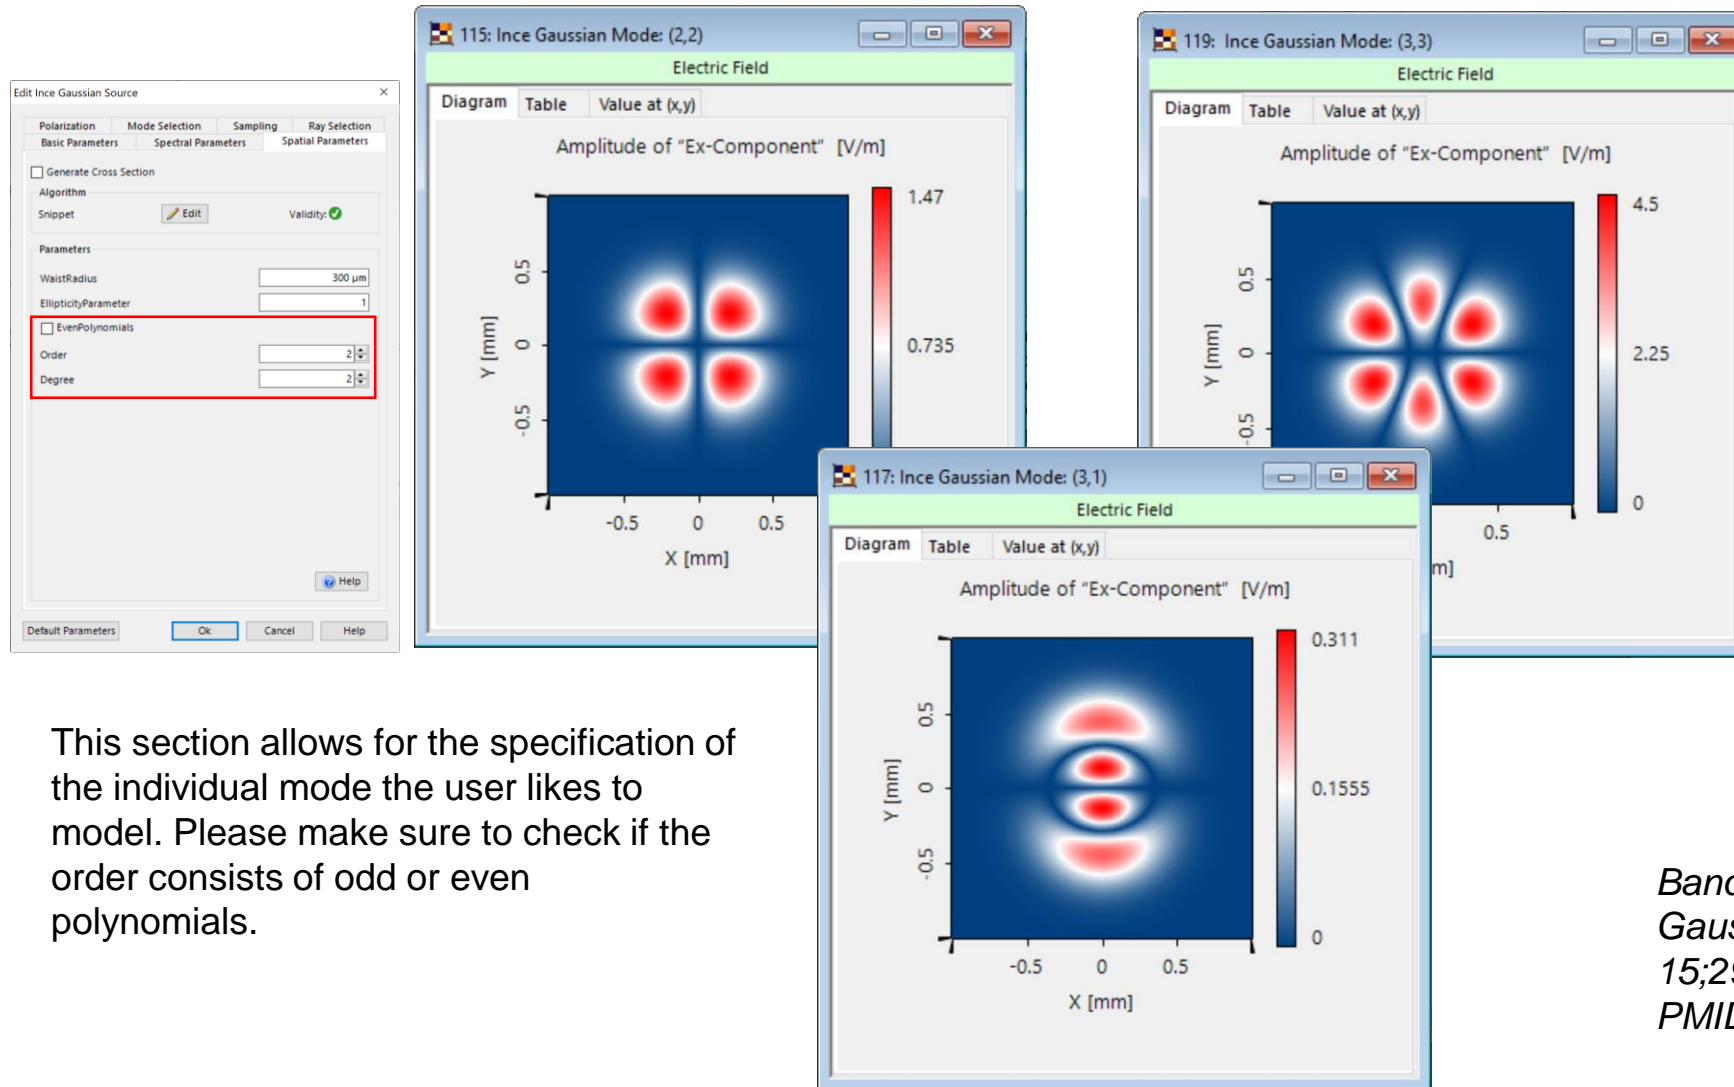 Edit Ince Gaussian Source
Polarization Mode Selection Sampling Ray Selection
Basic Parameters Spectral Parameters Spatial Parameters
Generate Cross Section
Algorithm
Snippet Edit Validity:
Parameters
WaistRadius 300 µm
EllipticityParameter 1
EvenPolynomials
Order 2
Degree 2
Help
Default Parameters Ok Cancel Help
115: Ince Gaussian Mode: (2,2)
Electric Field
Diagram Table Value at (x,y)
Amplitude of "Ex-Component" [V/m]
1.47
0.735
Y [mm]
0.5
0
-0.5
-0.5 0 0.5
X [mm]
119: Ince Gaussian Mode: (3,3)
Electric Field
Diagram Table Value at (x,y)
Amplitude of "Ex-Component" [V/m]
4.5
2.25
0
Y [mm]
0.5
0
-0.5
0.5
m]
117: Ince Gaussian Mode: (3,1)
Electric Field
Diagram Table Value at (x,y)
Amplitude of "Ex-Component" [V/m]
0.311
0.1555
0
Y [mm]
0.5
0
-0.5
-0.5 0 0.5
X [mm]
This section allows for the specification of
the individual mode the user likes to
model. Please make sure to check if the
order consists of odd or even
polynomials.
Gaus
15;29
PMID